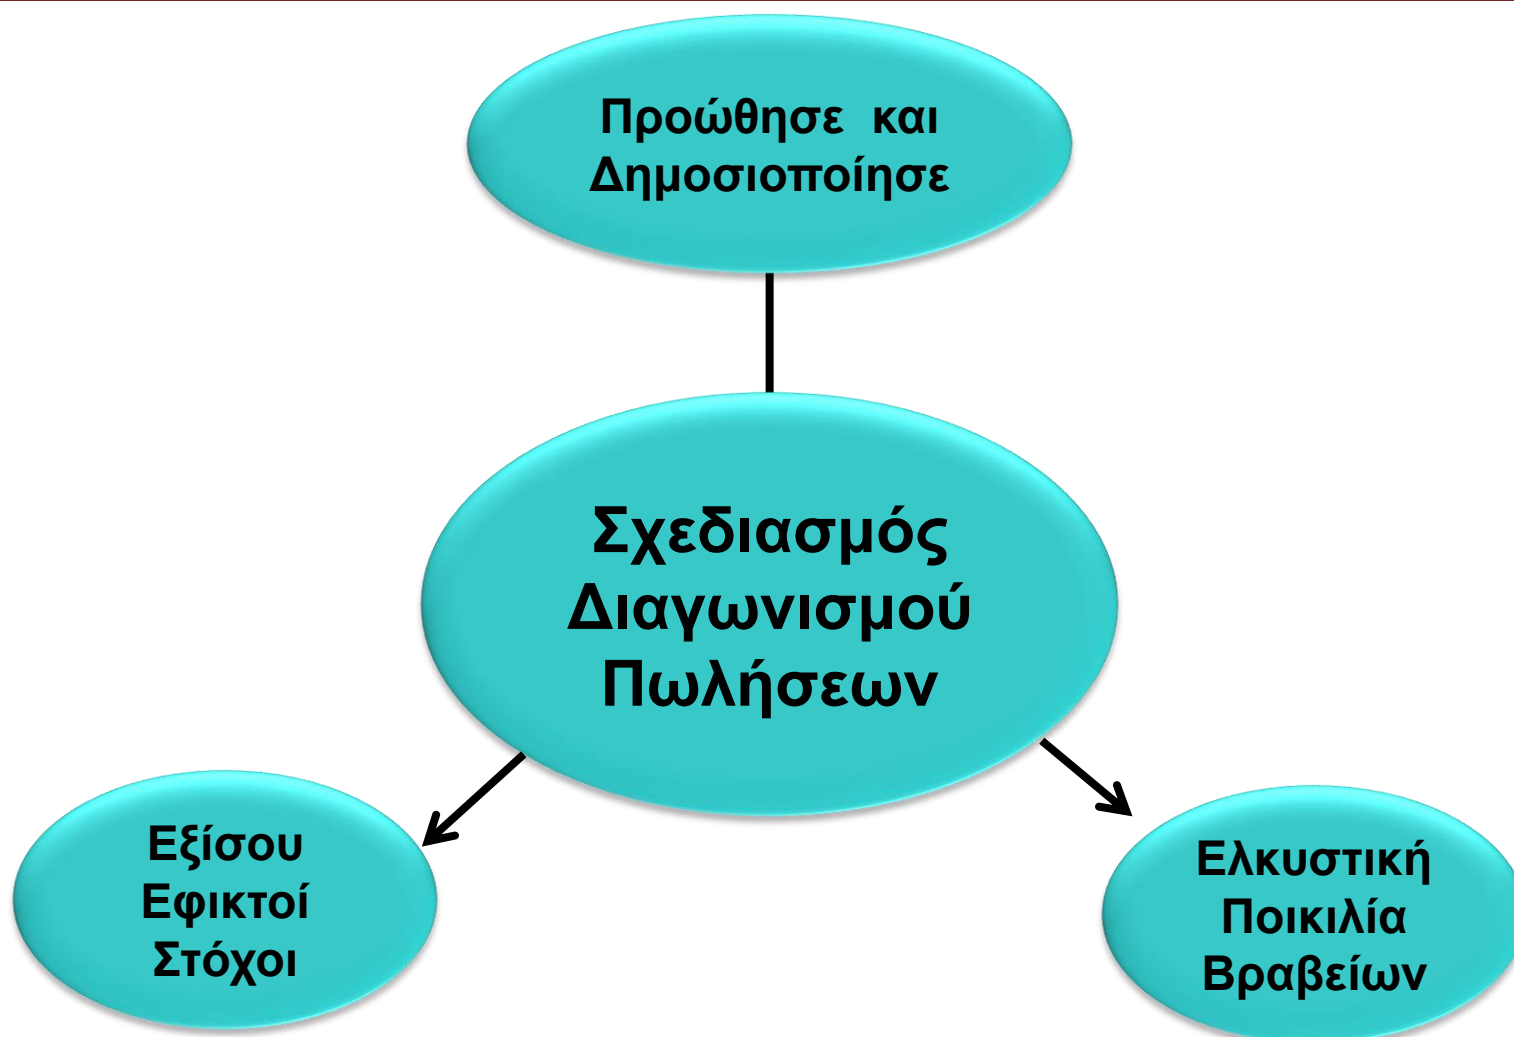 Προώθησε και
Δημοσιοποίησε
Σχεδιασμός
Διαγωνισμού
Πωλήσεων
Εξίσου
Εφικτοί
Στόχοι
Ελκυστική
Ποικιλία
Βραβείων